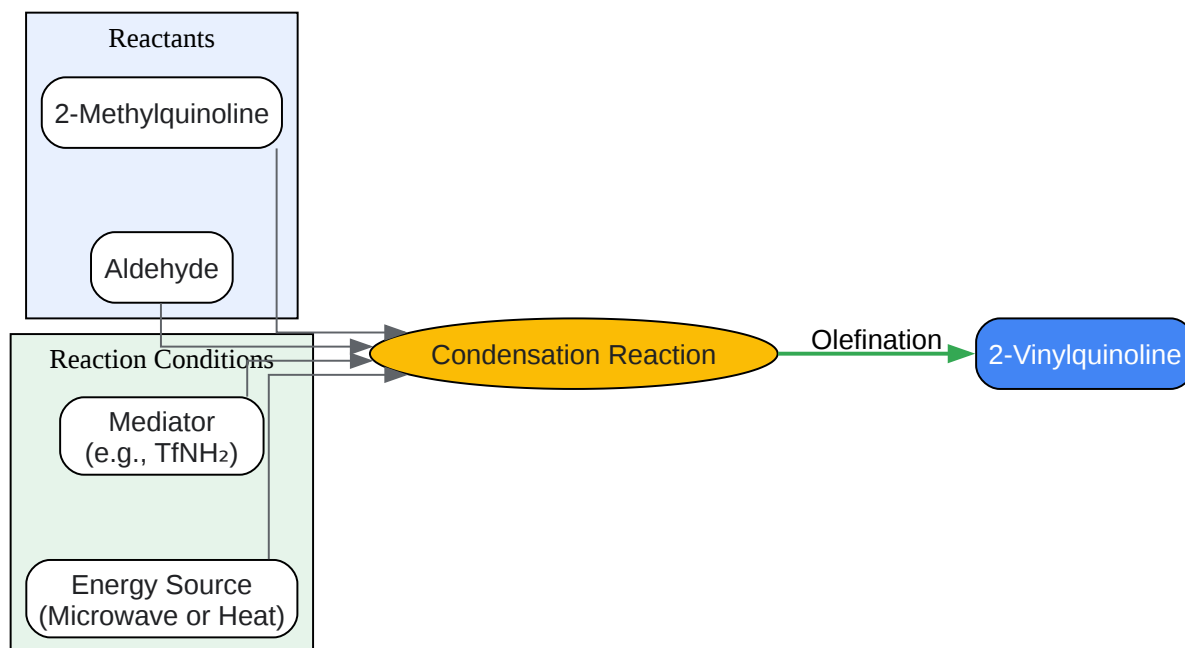 Reactants
2-Methylquinoline
Aldehyde
Reaction Conditions
Mediator
(e.g., TfNH₂)
Energy Source
(Microwave or Heat)
Condensation Reaction
Olefination
2-Vinylquinoline